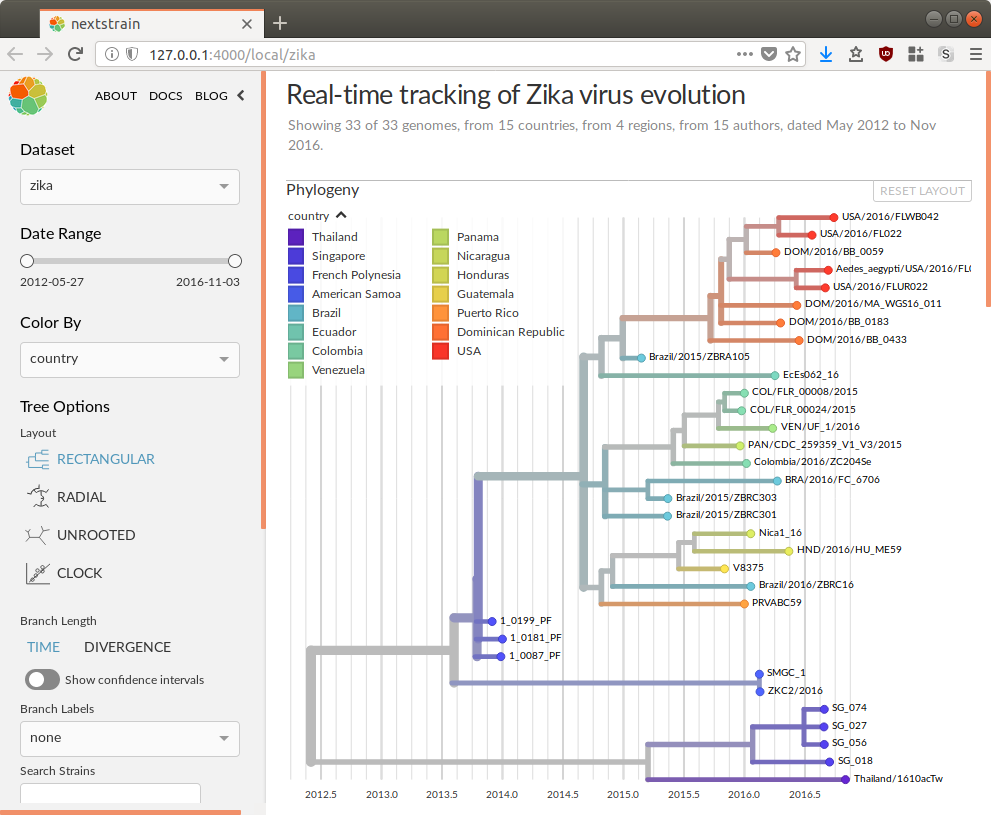 nextstrain
127.0.0.1:4000/local/zika
ABOUT DOCS BLOG
Dataset
zika
Date Range
2012-05-27 2016-11-03
Color By
country
Tree Options
Layout
RECTANGULAR
RADIAL
UNROOTED
CLOCK
Branch Length
TIME DIVERGENCE
Show confidence intervals
Branch Labels
none
Search Strains
Real-time tracking of Zika virus evolution
Showing 33 of 33 genomes, from 15 countries, from 4 regions, from 15 authors, dated May 2012 to Nov
2016.
Phylogeny
RESET LAYOUT
country
Thailand
Singapore
French Polynesia
American Samoa
Brazil
Ecuador
Colombia
Venezuela
Panama
Nicaragua
Honduras
Guatemala
Puerto Rico
Dominican Republic
USA
USA/2016/FLWB042
USA/2016/FL022
DOM/2016/BB_0059
Aedes_aegypti/USA/2016/FL
USA/2016/FLUR022
DOM/2016/MA_WGS16_011
DOM/2016/BB_0183
DOM/2016/BB_0433
Brazil/2015/ZBRA105
EcEs062_16
COL/FLR_00008/2015
COL/FLR_00024/2015
VEN/UF_1/2016
PAN/CDC_259359_V1_V3/2015
Colombia/2016/ZC204Se
BRA/2016/FC_6706
Brazil/2015/ZBRC303
Brazil/2015/ZBRC301
Nica1_16
HND/2016/HU_ME59
V8375
Brazil/2016/ZBRC16
PRVABC59
1_0199_PF
1_0181_PF
1_0087_PF
SMGC_1
ZKC2/2016
SG_074
SG_027
SG_056
SG_018
Thailand/1610acTw
2012.5 2013.0 2013.5 2014.0 2014.5 2015.0 2015.5 2016.0 2016.5